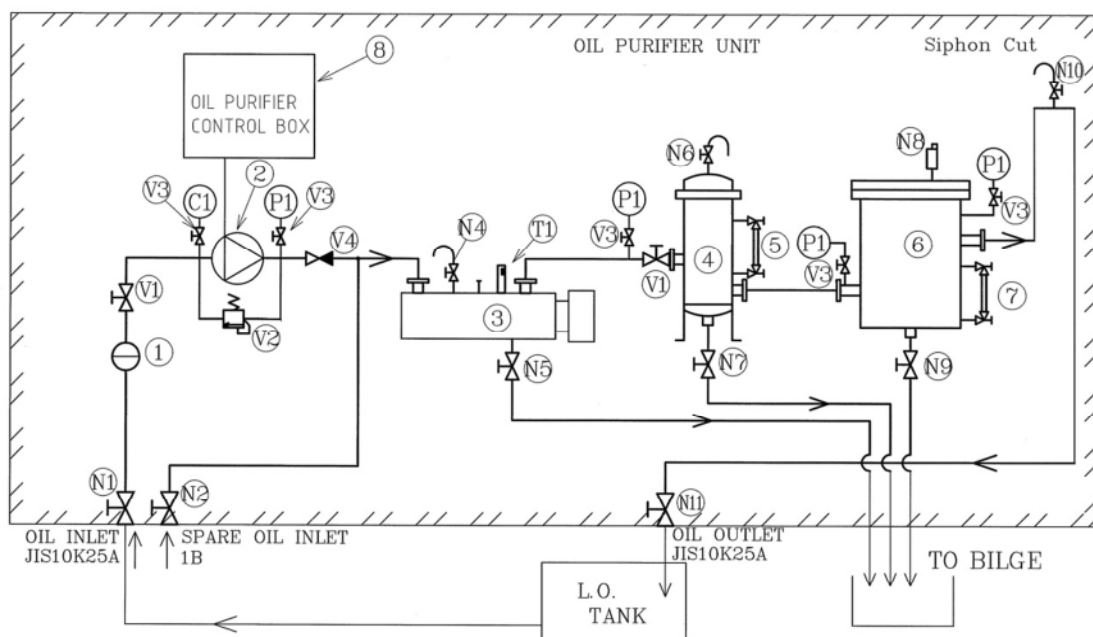 OIL PURIFIER UNIT
Siphon Cut
8
N10
OIL PURIFIER
CONTROL BOX
N6
N8
P1
2
V3
C1
P1
V3
P1
V3
N4
T1
V3
V4
V1
4
5
P1
V3
6
V1
V2
3
7
1
N5
N7
N9
N1
N2
N11
OIL INLET
JIS10K25A
SPARE OIL INLET
1B
OIL OUTLET
JIS10K25A
TO BILGE
L.O.
TANK